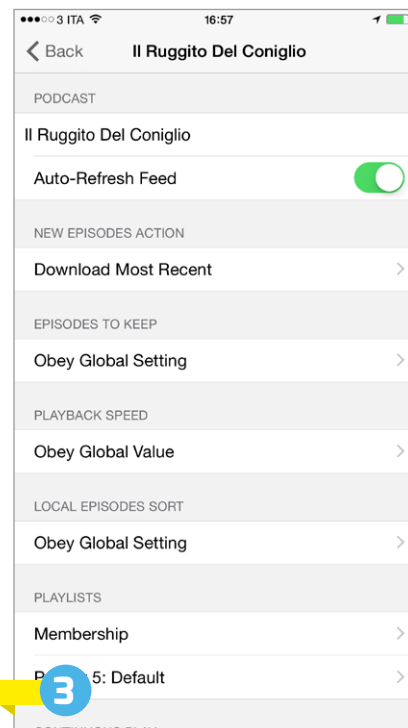 3 ITA 16:57
Back Il Ruggito Del Coniglio
PODCAST
Il Ruggito Del Coniglio
Auto-Refresh Feed
NEW EPISODES ACTION
Download Most Recent
EPISODES TO KEEP
Obey Global Setting
PLAYBACK SPEED
Obey Global Value
LOCAL EPISODES SORT
Obey Global Setting
PLAYLISTS
Membership
5: Default
3